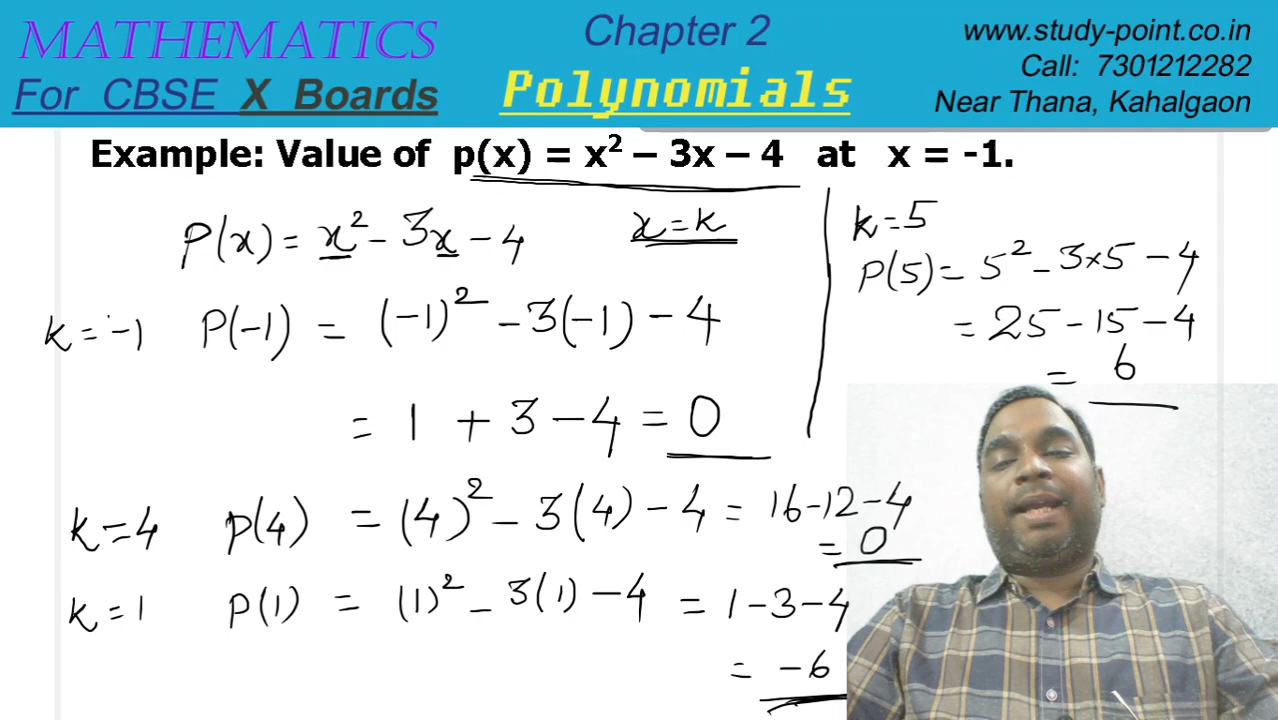 MATHEMATICS
For CBSE X Boards
Chapter 2
Polynomials
www.study-point.co.in
Call: 7301212282
Near Thana, Kahalgaon
Example: Value of p(x) = x² – 3x – 4 at x = -1.
P(x) = x² - 3x - 4 x = k
k = -1 P(-1) = (-1)² - 3(-1) - 4
= 1 + 3 - 4 = 0
k = 4 p(4) = (4)² - 3(4) - 4 = 16 - 12 - 4
= 0
k = 1 P(1) = (1)² - 3(1) - 4 = 1 - 3 - 4
= -6
k = 5
P(5) = 5² - 3×5 - 4
= 25 - 15 - 4
= 6